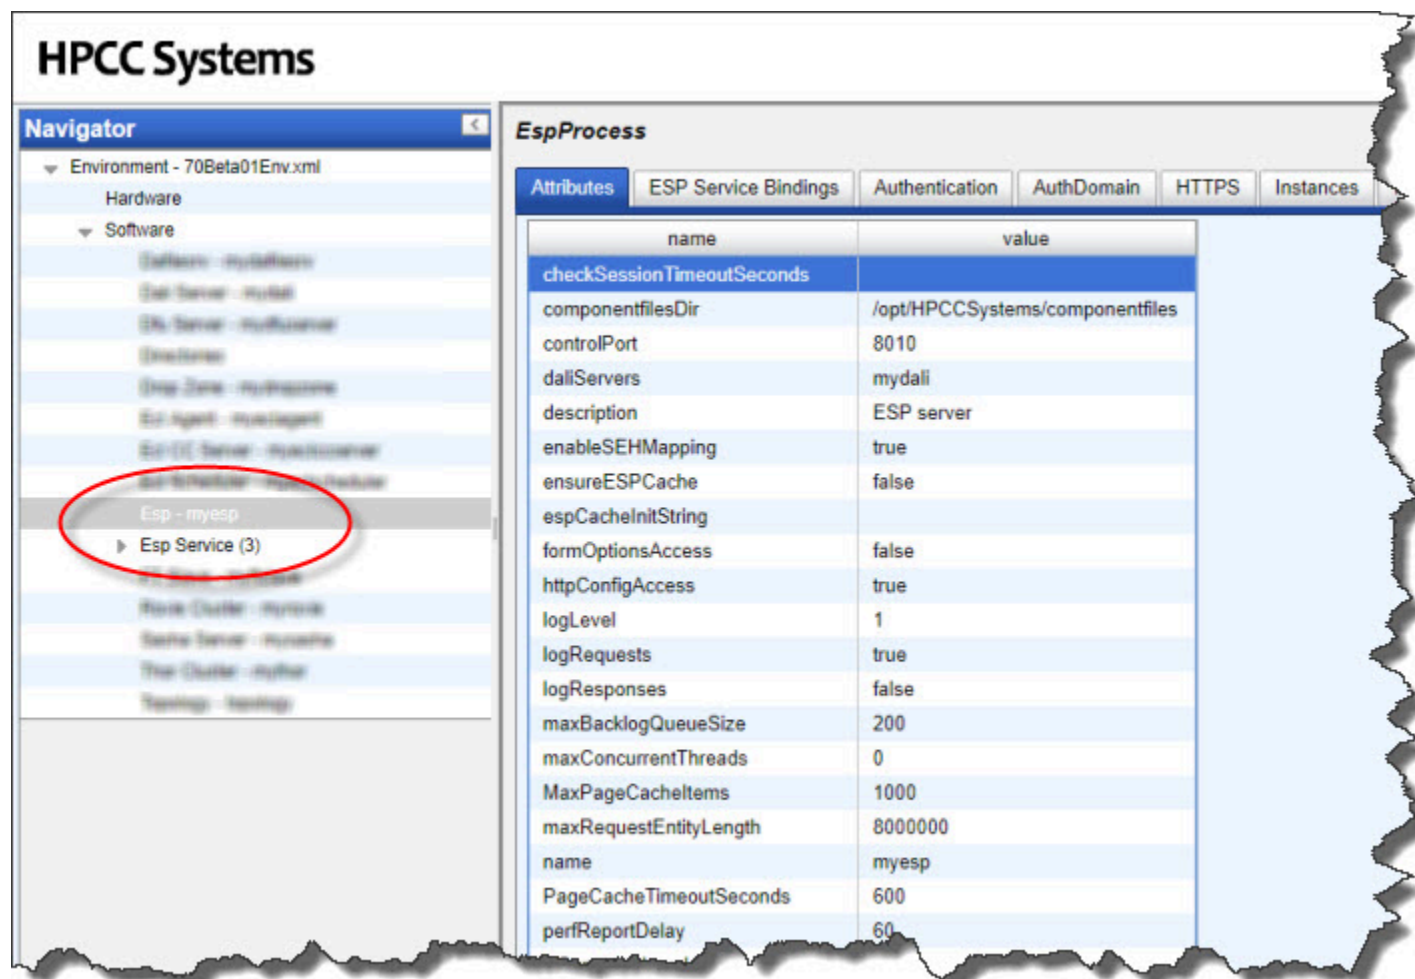 HPCC Systems
Navigator
Environment - 70Beta01Env.xml
Hardware
Software
Directories
Esp - myesp
Esp Service (3)
EspProcess
Attributes ESP Service Bindings Authentication AuthDomain HTTPS Instances
name value
checkSessionTimeoutSeconds
componentfilesDir /opt/HPCCSystems/componentfiles
controlPort 8010
daliServers mydali
description ESP server
enableSEHMapping true
ensureESPCache false
espCacheInitString
formOptionsAccess false
httpConfigAccess true
logLevel 1
logRequests true
logResponses false
maxBacklogQueueSize 200
maxConcurrentThreads 0
MaxPageCacheItems 1000
maxRequestEntityLength 8000000
name myesp
PageCacheTimeoutSeconds 600
perfReportDelay 60